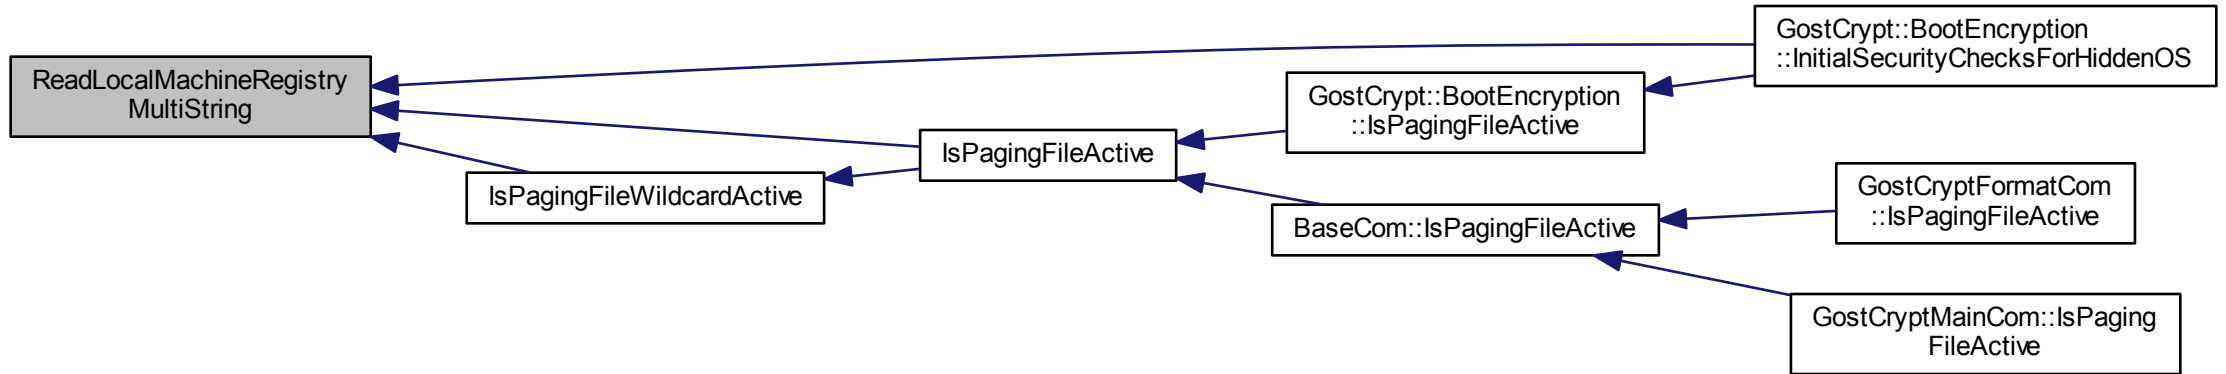 ReadLocalMachineRegistry
MultiString
IsPagingFileWildcardActive
IsPagingFileActive
GostCrypt::BootEncryption
::IsPagingFileActive
BaseCom::IsPagingFileActive
GostCrypt::BootEncryption
::InitialSecurityChecksForHiddenOS
GostCryptFormatCom
::IsPagingFileActive
GostCryptMainCom::IsPaging
FileActive